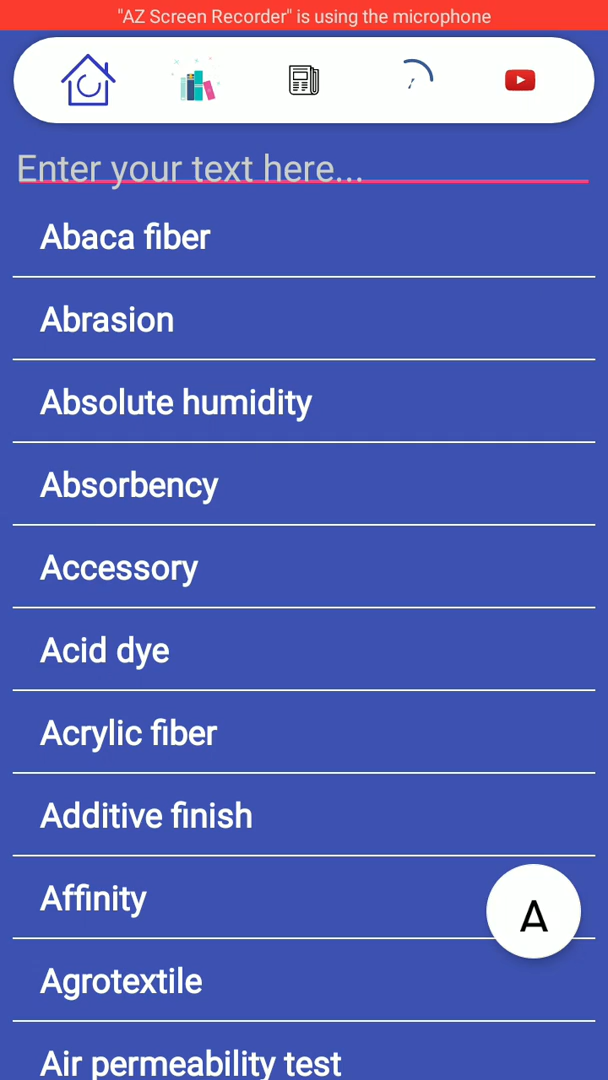 "AZ Screen Recorder" is using the microphone
Enter your text here...
Abaca fiber
Abrasion
Absolute humidity
Absorbency
Accessory
Acid dye
Acrylic fiber
Additive finish
Affinity
A
Agrotextile
Air permeability test